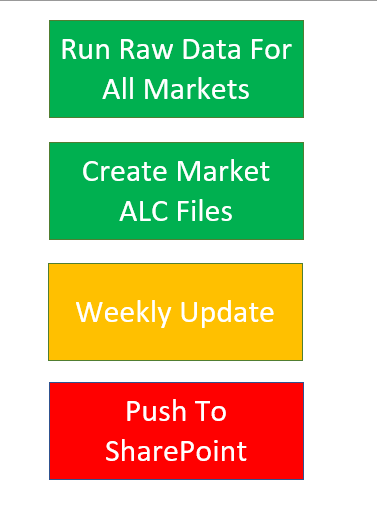 Run Raw Data For
All Markets
Create Market
ALC Files
Weekly Update
Push To
SharePoint